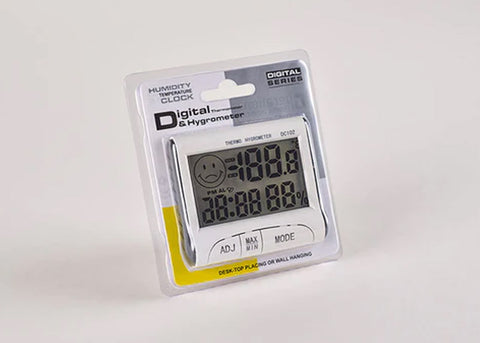 HUMIDITY
TEMPERATURE
CLOCK
DIGITAL
SERIES
Digital Thermometer
& Hygrometer
THERMO HYGROMETER DC102
188.8
PM AL
28:88 88%
ADJ
MAX
MIN
MODE
DESK-TOP PLACING OR WALL HANGING